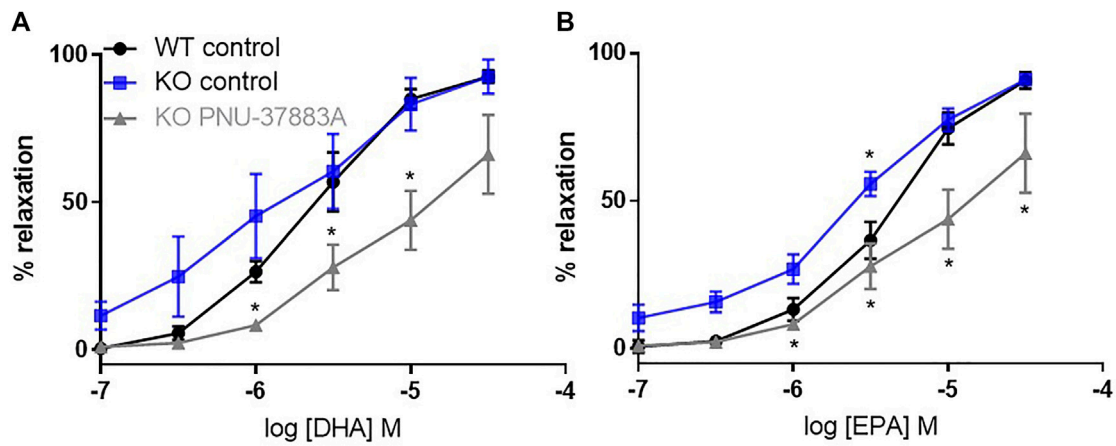 A
WT control
KO control
KO PNU-37883A
% relaxation
100
50
0
*
*
*
-7
-6
-5
-4
log [DHA] M
B
% relaxation
100
50
0
*
*
*
*
*
-7
-6
-5
-4
log [EPA] M